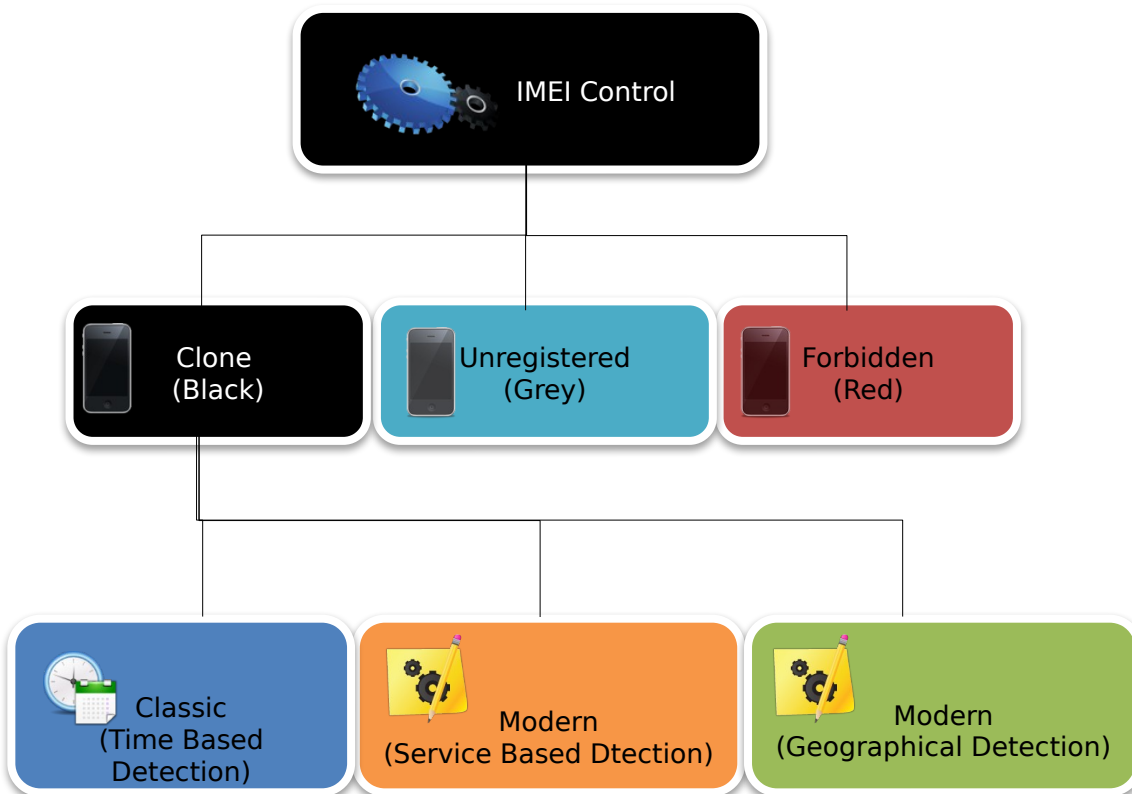 IMEI Control
Clone
(Black)
Unregistered
(Grey)
Forbidden
(Red)
Classic
(Time Based
Detection)
Modern
(Service Based Dtection)
Modern
(Geographical Detection)